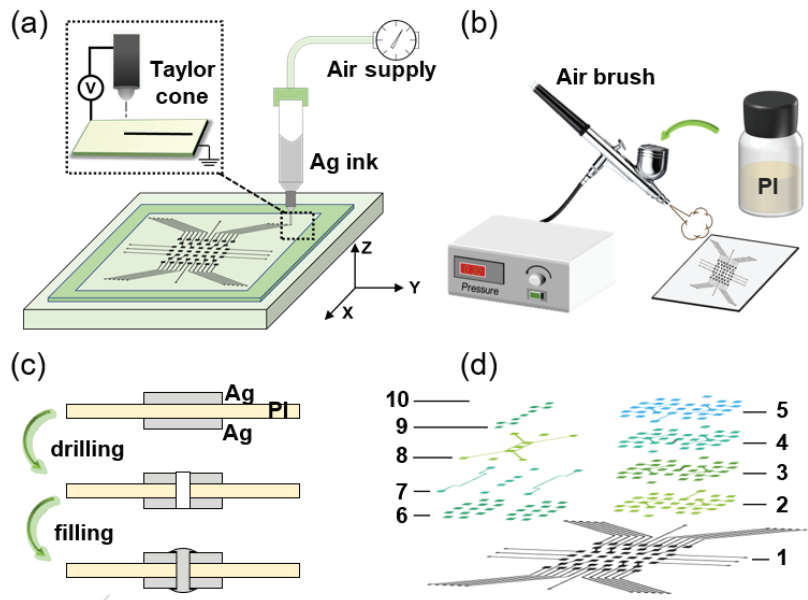 (a)
V
Taylor
cone
Air supply
Ag ink
Z
Y
X
(b)
Air brush
PI
Pressure
(c)
Ag
PI
Ag
drilling
filling
(d)
10
9
8
7
6
5
4
3
2
1